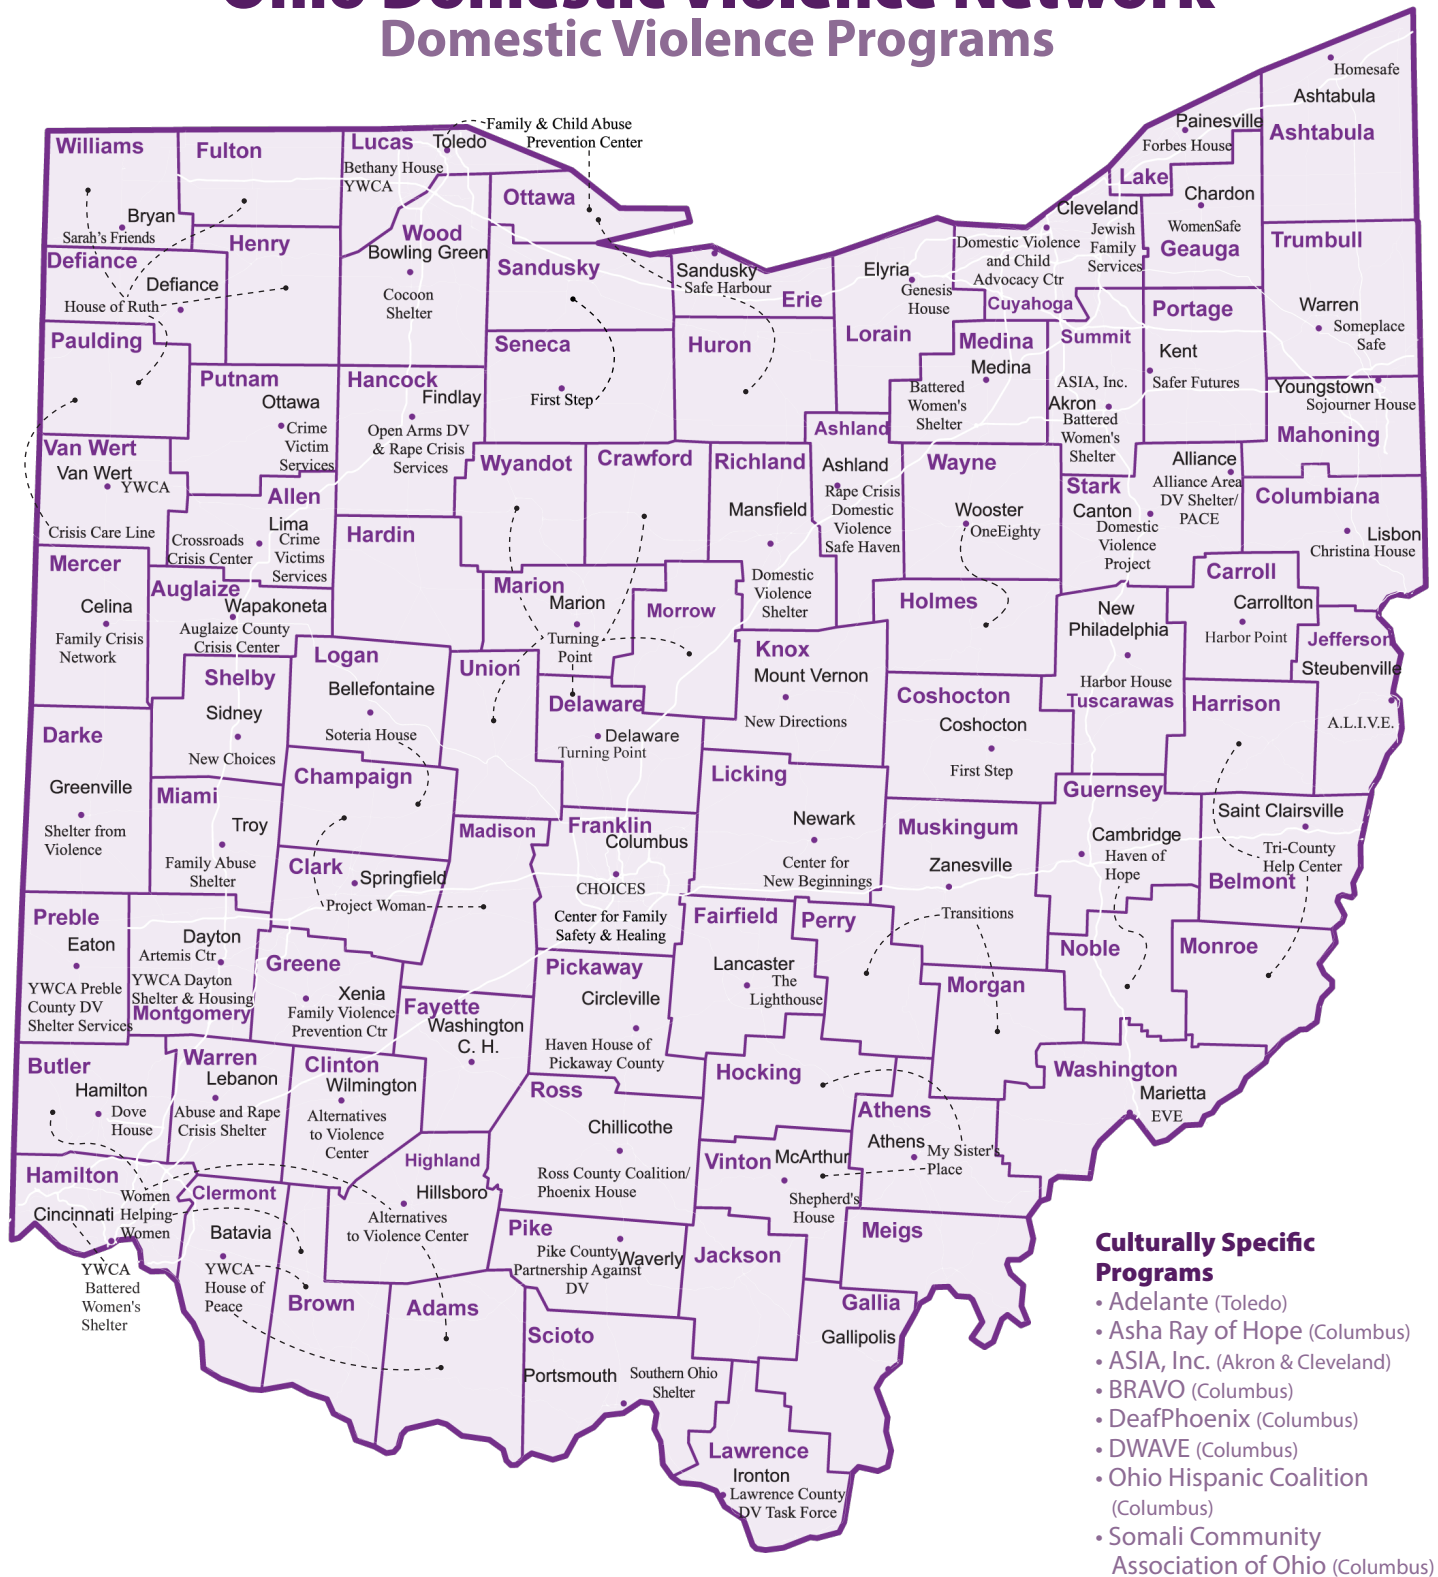 Ohio Domestic Violence Network
Domestic Violence Programs
Homesafe
Ashtabula
Ashtabula
Painesville
Forbes House
Lake
Chardon
WomenSafe
Geauga
Williams
Bryan
Sarah's Friends
Fulton
Lucas
Toledo
Bethany House
YWCA
Family & Child Abuse
Prevention Center
Ottawa
Wood
Bowling Green
Cocoon
Shelter
Henry
Defiance
Defiance
House of Ruth
Sandusky
Sandusky
Safe Harbour
Erie
Elyria
Genesis
House
Lorain
Cleveland
Jewish
Family
Services
Domestic Violence
and Child
Advocacy Ctr
Cuyahoga
Trumbull
Warren
Someplace
Safe
Paulding
Putnam
Ottawa
Crime
Victim
Services
Hancock
Findlay
Open Arms DV
& Rape Crisis
Services
Seneca
First Step
Huron
Medina
Medina
Battered
Women's
Shelter
Summit
ASIA, Inc.
Akron
Battered
Women's
Shelter
Portage
Kent
Safer Futures
Youngstown
Sojourner House
Mahoning
Van Wert
Van Wert
YWCA
Crisis Care Line
Allen
Lima
Crossroads
Crisis Center
Crime
Victims
Services
Hardin
Wyandot
Crawford
Richland
Mansfield
Domestic
Violence
Shelter
Ashland
Ashland
Rape Crisis
Domestic
Violence
Safe Haven
Wayne
Wooster
OneEighty
Stark
Canton
Domestic
Violence
Project
Alliance
Alliance Area
DV Shelter/
PACE
Columbiana
Lisbon
Christina House
Mercer
Celina
Family Crisis
Network
Auglaize
Wapakoneta
Auglaize County
Crisis Center
Marion
Marion
Turning
Point
Morrow
Holmes
New
Philadelphia
Harbor House
Tuscarawas
Carroll
Carrollton
Harbor Point
Jefferson
Steubenville
A.L.I.V.E.
Shelby
Sidney
New Choices
Logan
Bellefontaine
Soteria House
Union
Delaware
Delaware
Turning Point
Knox
Mount Vernon
New Directions
Coshocton
Coshocton
First Step
Harrison
Darke
Greenville
Shelter from
Violence
Miami
Troy
Family Abuse
Shelter
Champaign
Clark
Springfield
Project Woman
Madison
Franklin
Columbus
CHOICES
Center for Family
Safety & Healing
Licking
Newark
Center for
New Beginnings
Muskingum
Zanesville
Transitions
Guernsey
Cambridge
Haven of
Hope
Saint Clairsville
Tri-County
Help Center
Belmont
Preble
Eaton
YWCA Preble
County DV
Shelter Services
Dayton
Artemis Ctr
YWCA Dayton
Shelter & Housing
Montgomery
Greene
Xenia
Family Violence
Prevention Ctr
Fayette
Washington
C. H.
Pickaway
Circleville
Haven House of
Pickaway County
Fairfield
Lancaster
The
Lighthouse
Perry
Morgan
Noble
Monroe
Butler
Hamilton
Dove
House
Warren
Lebanon
Abuse and Rape
Crisis Shelter
Clinton
Wilmington
Alternatives
to Violence
Center
Ross
Chillicothe
Ross County Coalition/
Phoenix House
Hocking
Athens
Athens
My Sister's
Place
Washington
Marietta
EVE
Hamilton
Cincinnati
Women
Helping
Women
YWCA
Battered
Women's
Shelter
Clermont
Batavia
YWCA
House of
Peace
Highland
Hillsboro
Alternatives
to Violence Center
Vinton
McArthur
Shepherd's
House
Brown
Adams
Pike
Pike County
Partnership Against
DV
Waverly
Jackson
Meigs
Gallia
Gallipolis
Scioto
Portsmouth
Southern Ohio
Shelter
Lawrence
Ironton
Lawrence County
DV Task Force
Culturally Specific
Programs
• Adelante (Toledo)
• Asha Ray of Hope (Columbus)
• ASIA, Inc. (Akron & Cleveland)
• BRAVO (Columbus)
• DeafPhoenix (Columbus)
• DWAVE (Columbus)
• Ohio Hispanic Coalition
(Columbus)
• Somali Community
Association of Ohio (Columbus)